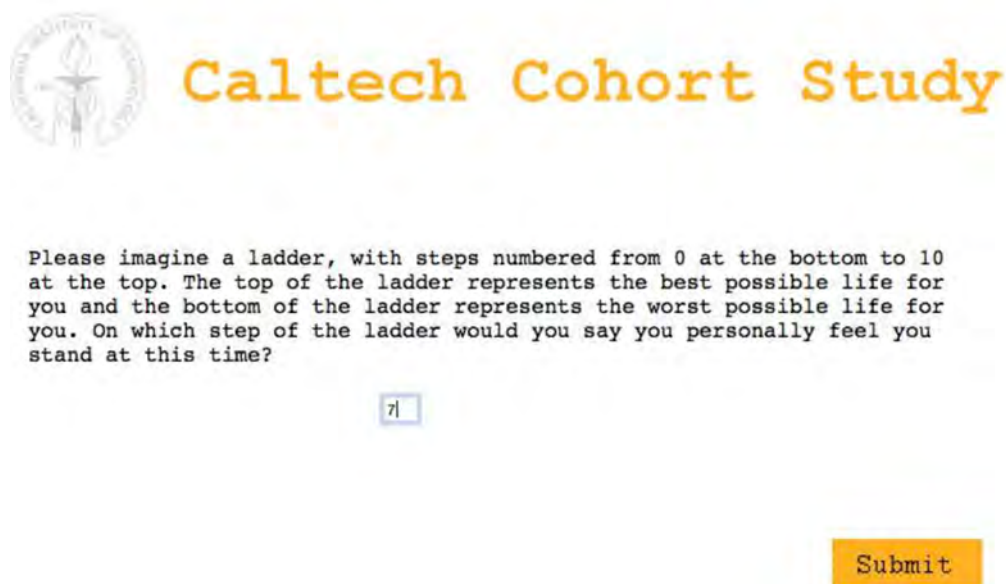 Caltech Cohort Study
Please imagine a ladder, with steps numbered from 0 at the bottom to 10
at the top. The top of the ladder represents the best possible life for
you and the bottom of the ladder represents the worst possible life for
you. On which step of the ladder would you say you personally feel you
stand at this time?
7
Submit